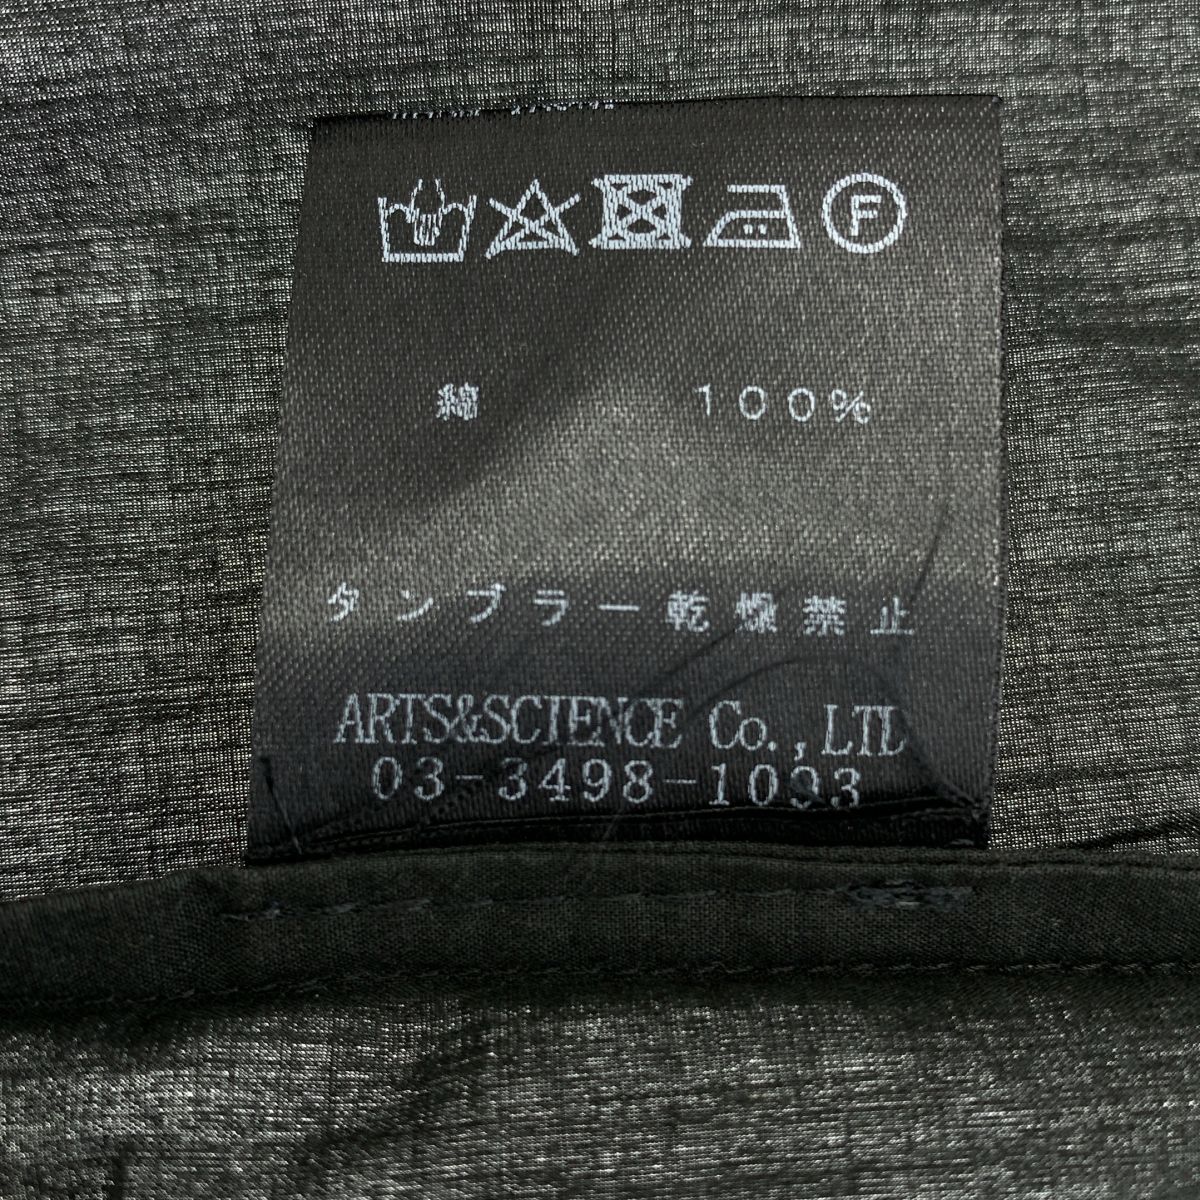 F
綿 100%
タンブラー乾燥禁止
ARTS&SCIENCE Co.,LTD
03-3498-1093